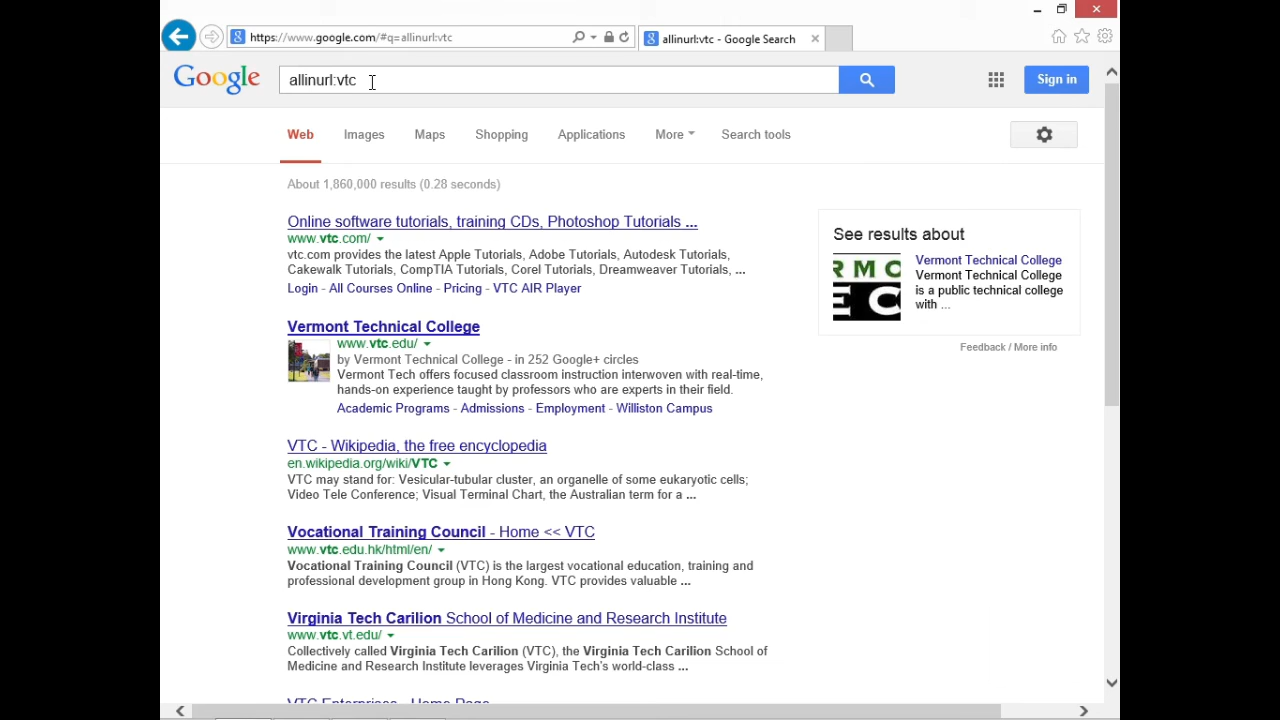 https://www.google.com/#q=allinurl:vtc
allinurl:vtc - Google Search
Google
allinurl:vtc
Sign in
Web Images Maps Shopping Applications More Search tools
About 1,860,000 results (0.28 seconds)
Online software tutorials, training CDs, Photoshop Tutorials ...
www.vtc.com/
vtc.com provides the latest Apple Tutorials, Adobe Tutorials, Autodesk Tutorials,
Cakewalk Tutorials, CompTIA Tutorials, Corel Tutorials, Dreamweaver Tutorials, ...
Login - All Courses Online - Pricing - VTC AIR Player
Vermont Technical College
www.vtc.edu/
by Vermont Technical College - in 252 Google+ circles
Vermont Tech offers focused classroom instruction interwoven with real-time,
hands-on experience taught by professors who are experts in their field.
Academic Programs - Admissions - Employment - Williston Campus
VTC - Wikipedia, the free encyclopedia
en.wikipedia.org/wiki/VTC
VTC may stand for: Vesicular-tubular cluster, an organelle of some eukaryotic cells;
Video Tele Conference; Visual Terminal Chart, the Australian term for a ...
Vocational Training Council - Home << VTC
www.vtc.edu.hk/html/en/
Vocational Training Council (VTC) is the largest vocational education, training and
professional development group in Hong Kong. VTC provides valuable ...
Virginia Tech Carilion School of Medicine and Research Institute
www.vtc.vt.edu/
Collectively called Virginia Tech Carilion (VTC), the Virginia Tech Carilion School of
Medicine and Research Institute leverages Virginia Tech's world-class ...
VTC Enterprises - Home Page
See results about
RMO
EC
Vermont Technical College
Vermont Technical College
is a public technical college
with ...
Feedback / More info